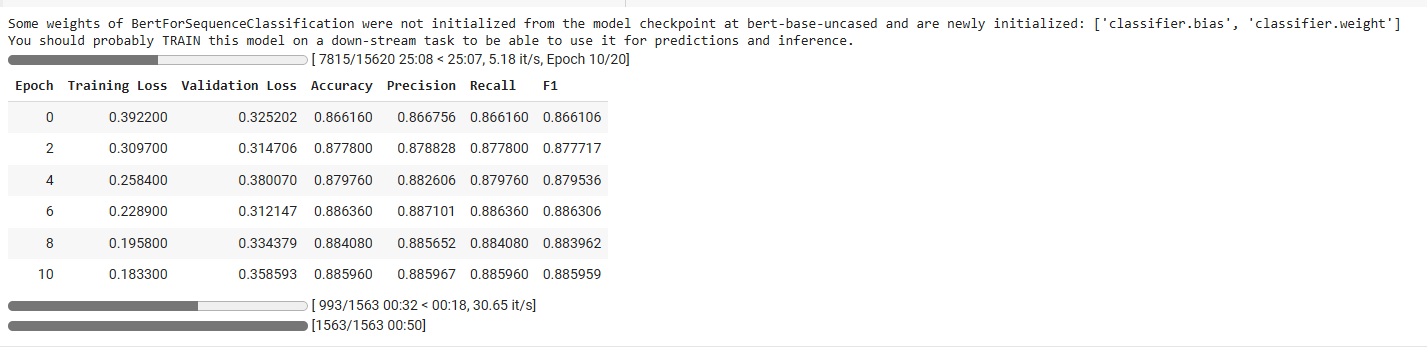 Some weights of BertForSequenceClassification were not initialized from the model checkpoint at bert-base-uncased and are newly initialized: ['classifier.bias', 'classifier.weight']
You should probably TRAIN this model on a down-stream task to be able to use it for predictions and inference.
[ 7815/15620 25:08 < 25:07, 5.18 it/s, Epoch 10/20]
Epoch Training Loss Validation Loss Accuracy Precision Recall F1
0 0.392200 0.325202 0.866160 0.866756 0.866160 0.866106
2 0.309700 0.314706 0.877800 0.878828 0.877800 0.877717
4 0.258400 0.380070 0.879760 0.882606 0.879760 0.879536
6 0.228900 0.312147 0.886360 0.887101 0.886360 0.886306
8 0.195800 0.334379 0.884080 0.885652 0.884080 0.883962
10 0.183300 0.358593 0.885960 0.885967 0.885960 0.885959
[ 993/1563 00:32 < 00:18, 30.65 it/s]
[1563/1563 00:50]